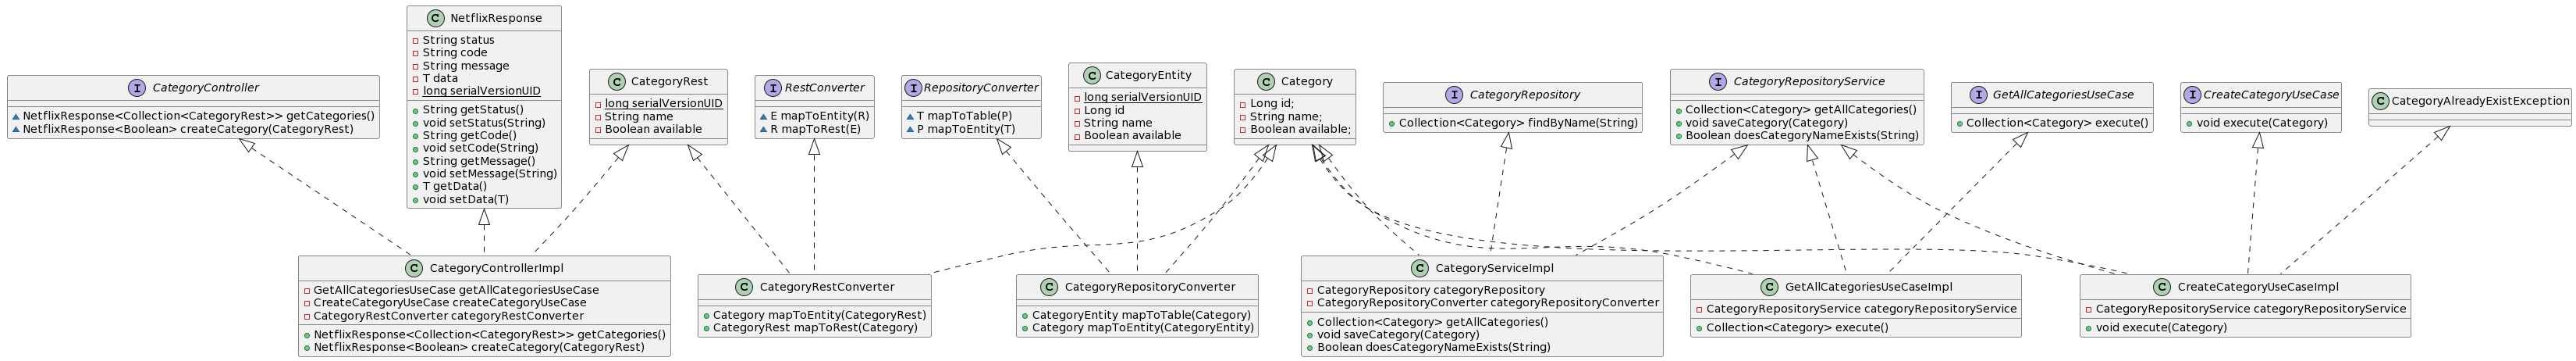 CategoryController
NetflixResponse<Collection<CategoryRest>> getCategories()
NetflixResponse<Boolean> createCategory(CategoryRest)
NetflixResponse
String status
String code
String message
T data
long serialVersionUID
String getStatus()
void setStatus(String)
String getCode()
void setCode(String)
String getMessage()
void setMessage(String)
T getData()
void setData(T)
CategoryRest
long serialVersionUID
String name
Boolean available
RestConverter
E mapToEntity(R)
R mapToRest(E)
RepositoryConverter
T mapToTable(P)
P mapToEntity(T)
CategoryEntity
long serialVersionUID
Long id
String name
Boolean available
Category
Long id;
String name;
Boolean available;
CategoryRepository
Collection<Category> findByName(String)
CategoryRepositoryService
Collection<Category> getAllCategories()
void saveCategory(Category)
Boolean doesCategoryNameExists(String)
GetAllCategoriesUseCase
Collection<Category> execute()
CreateCategoryUseCase
void execute(Category)
CategoryAlreadyExistException
CategoryControllerImpl
GetAllCategoriesUseCase getAllCategoriesUseCase
CreateCategoryUseCase createCategoryUseCase
CategoryRestConverter categoryRestConverter
NetflixResponse<Collection<CategoryRest>> getCategories()
NetflixResponse<Boolean> createCategory(CategoryRest)
CategoryRestConverter
Category mapToEntity(CategoryRest)
CategoryRest mapToRest(Category)
CategoryRepositoryConverter
CategoryEntity mapToTable(Category)
Category mapToEntity(CategoryEntity)
CategoryServiceImpl
CategoryRepository categoryRepository
CategoryRepositoryConverter categoryRepositoryConverter
Collection<Category> getAllCategories()
void saveCategory(Category)
Boolean doesCategoryNameExists(String)
GetAllCategoriesUseCaseImpl
CategoryRepositoryService categoryRepositoryService
Collection<Category> execute()
CreateCategoryUseCaseImpl
CategoryRepositoryService categoryRepositoryService
void execute(Category)